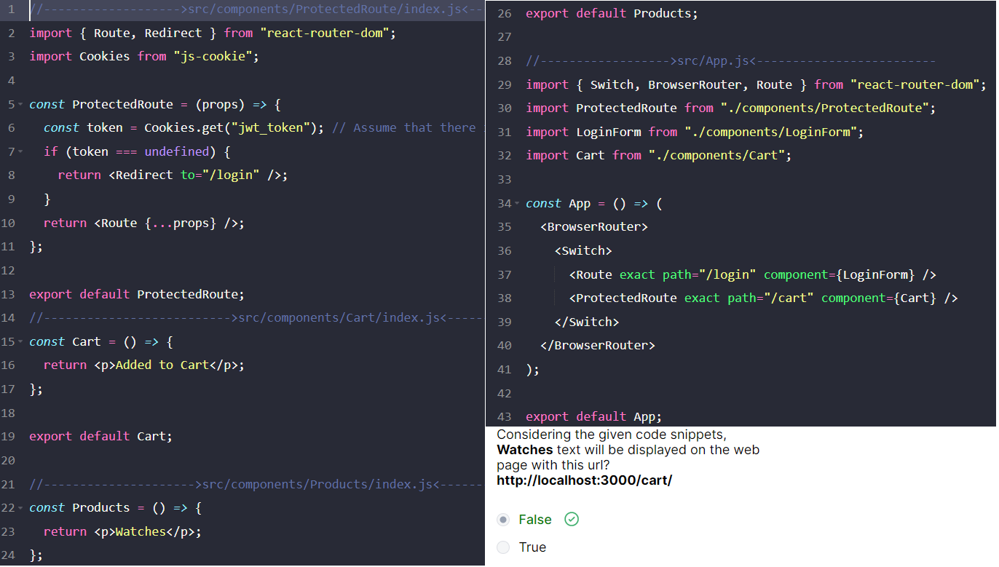 1 //------------------->src/components/ProtectedRoute/index.js<--
2 import { Route, Redirect } from "react-router-dom";
3 import Cookies from "js-cookie";
4
5 const ProtectedRoute = (props) => {
6 const token = Cookies.get("jwt_token"); // Assume that there
7 if (token === undefined) {
8 return <Redirect to="/login" />;
9 }
10 return <Route {...props} />;
11 };
12
13 export default ProtectedRoute;
14 //-------------------------->src/components/Cart/index.js<-----
15 const Cart = () => {
16 return <p>Added to Cart</p>;
17 };
18
19 export default Cart;
20
21 //--------------------->src/components/Products/index.js<------
22 const Products = () => {
23 return <p>Watches</p>;
24 };
26 export default Products;
27
28 //------------------>src/App.js<-------------------------
29 import { Switch, BrowserRouter, Route } from "react-router-dom";
30 import ProtectedRoute from "./components/ProtectedRoute";
31 import LoginForm from "./components/LoginForm";
32 import Cart from "./components/Cart";
33
34 const App = () => (
35 <BrowserRouter>
36 <Switch>
37 <Route exact path="/login" component={LoginForm} />
38 <ProtectedRoute exact path="/cart" component={Cart} />
39 </Switch>
40 </BrowserRouter>
41 );
42
43 export default App;
Considering the given code snippets,
Watches text will be displayed on the web
page with this url?
http://localhost:3000/cart/
False
True